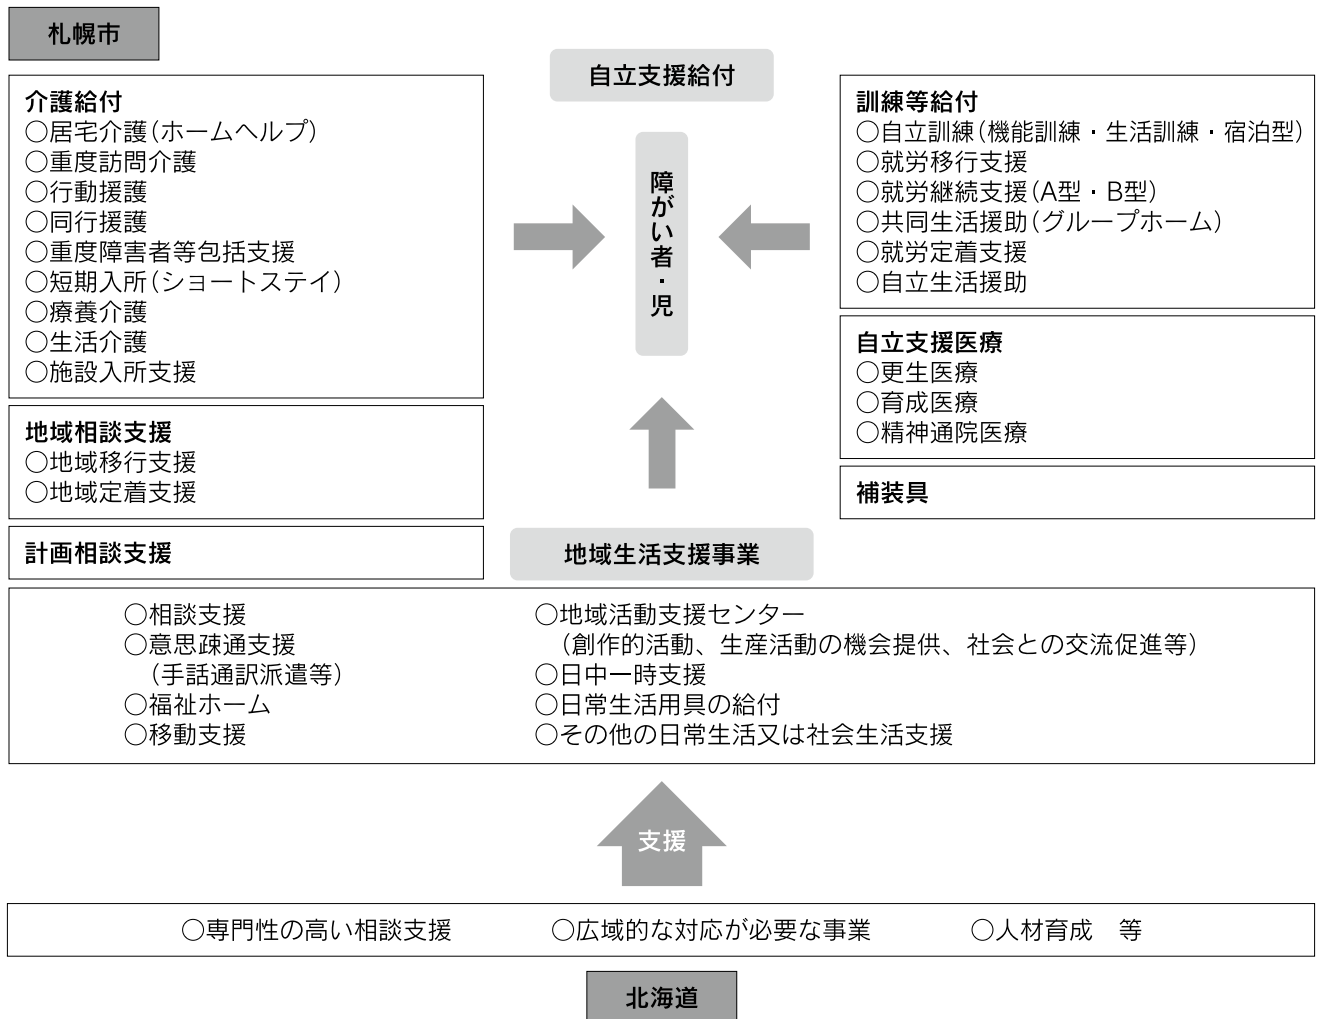 札幌市
自立支援給付
介護給付
○居宅介護(ホームヘルプ)
○重度訪問介護
○行動援護
○同行援護
○重度障害者等包括支援
○短期入所(ショートステイ)
○療養介護
○生活介護
○施設入所支援
地域相談支援
○地域移行支援
○地域定着支援
計画相談支援
障がい者・児
訓練等給付
○自立訓練(機能訓練・生活訓練・宿泊型)
○就労移行支援
○就労継続支援(A型・B型)
○共同生活援助(グループホーム)
○就労定着支援
○自立生活援助
自立支援医療
○更生医療
○育成医療
○精神通院医療
補装具
地域生活支援事業
○相談支援
○意思疎通支援
(手話通訳派遣等)
○福祉ホーム
○移動支援
○地域活動支援センター
(創作的活動、生産活動の機会提供、社会との交流促進等)
○日中一時支援
○日常生活用具の給付
○その他の日常生活又は社会生活支援
支援
○専門性の高い相談支援 ○広域的な対応が必要な事業 ○人材育成 等
北海道